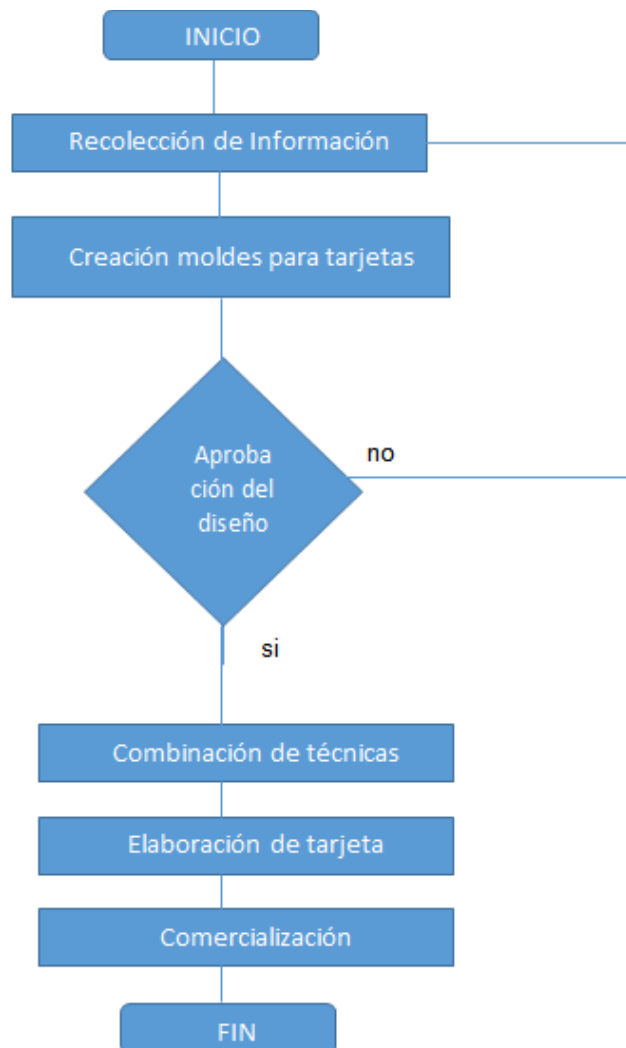 INICIO
Recolección de Información
Creación moldes para tarjetas
Aproba
ción del
diseño
no
si
Combinación de técnicas
Elaboración de tarjeta
Comercialización
FIN